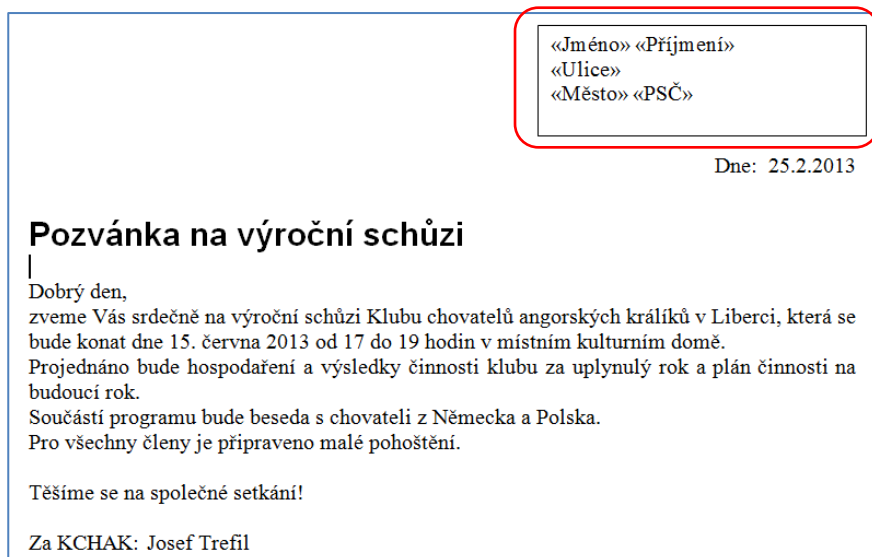 «Jméno» «Příjmení»
«Ulice»
«Město» «PSČ»
Dne:  25.2.2013
Pozvánka na výroční schůzi
Dobrý den,
zveme Vás srdečně na výroční schůzi Klubu chovatelů angorských králíků v Liberci, která se
bude konat dne 15. června 2013 od 17 do 19 hodin v místním kulturním domě.
Projednáno bude hospodaření a výsledky činnosti klubu za uplynulý rok a plán činnosti na
budoucí rok.
Součástí programu bude beseda s chovateli z Německa a Polska.
Pro všechny členy je připraveno malé pohoštění.
Těšíme se na společné setkání!
Za KCHAK: Josef Trefil